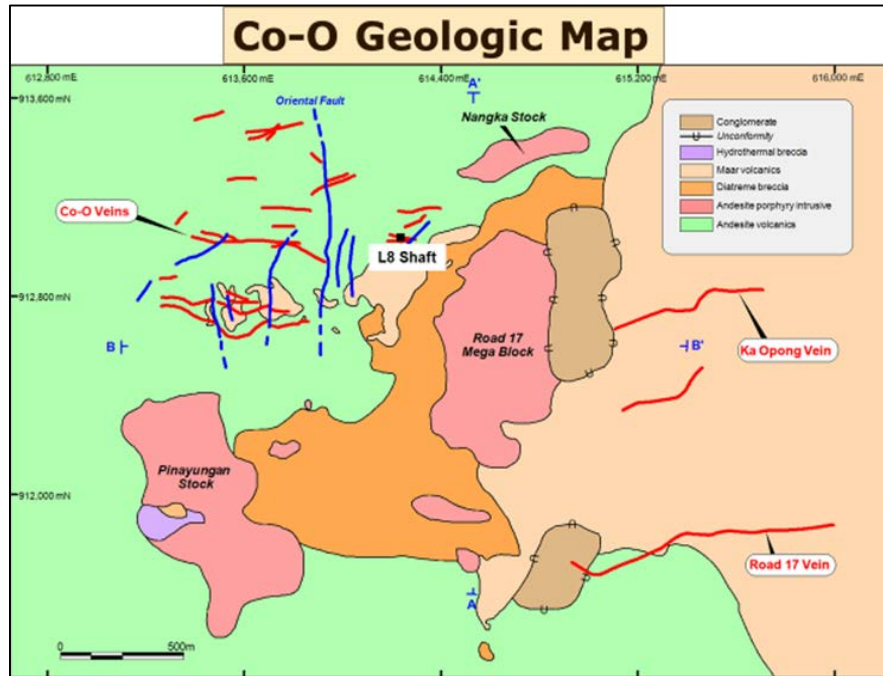 Co-O Geologic Map
612,800 mE
613,600 mE
614,400 mE
615,200 mE
616,000 mE
913,600 mN
Oriental Fault
A'
Nangka Stock
Conglomerate
U
Unconformity
Hydrothermal breccia
Maar volcanics
Diatreme breccia
Andesite porphyry intrusive
Andesite volcanics
Co-O Veins
L8 Shaft
912,800 mN
Road 17
Mega Block
B
B'
Ka Opong Vein
Pinayungan
Stock
912,000 mN
Road 17 Vein
A
0
500m